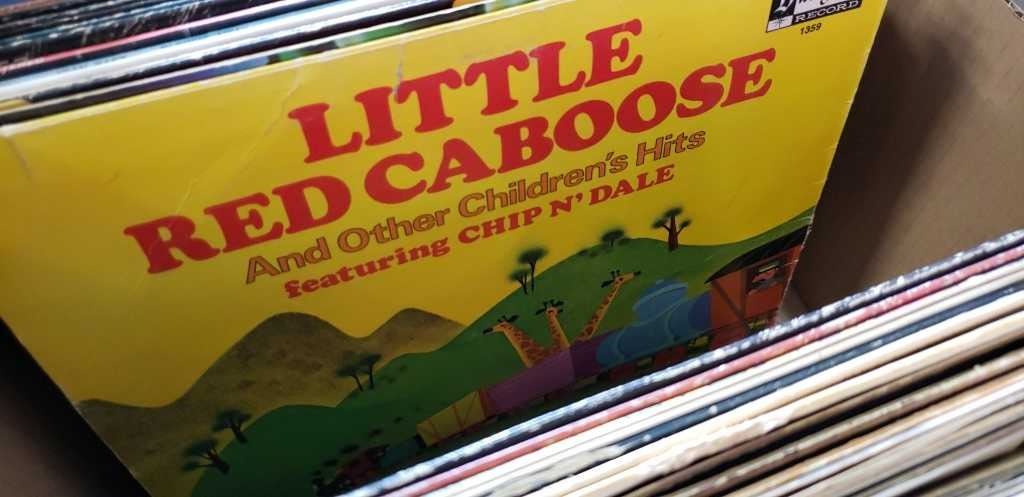 RECORD
1359
LITTLE
RED CABOOSE
And Other Children's Hits
featuring CHIP N' DALE